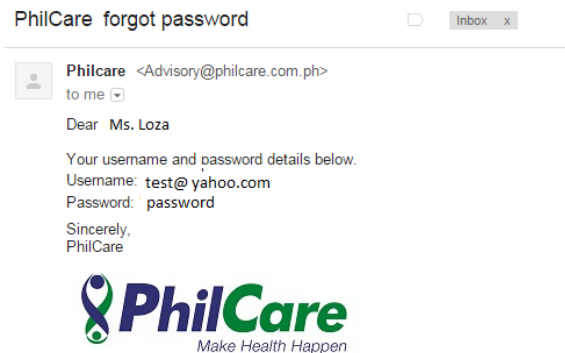 PhilCare forgot password
Inbox x
Philcare <Advisory@philcare.com.ph>
to me
Dear Ms. Loza
Your username and password details below.
Username: test@ yahoo.com
Password: password
Sincerely,
PhilCare
PhilCare
Make Health Happen